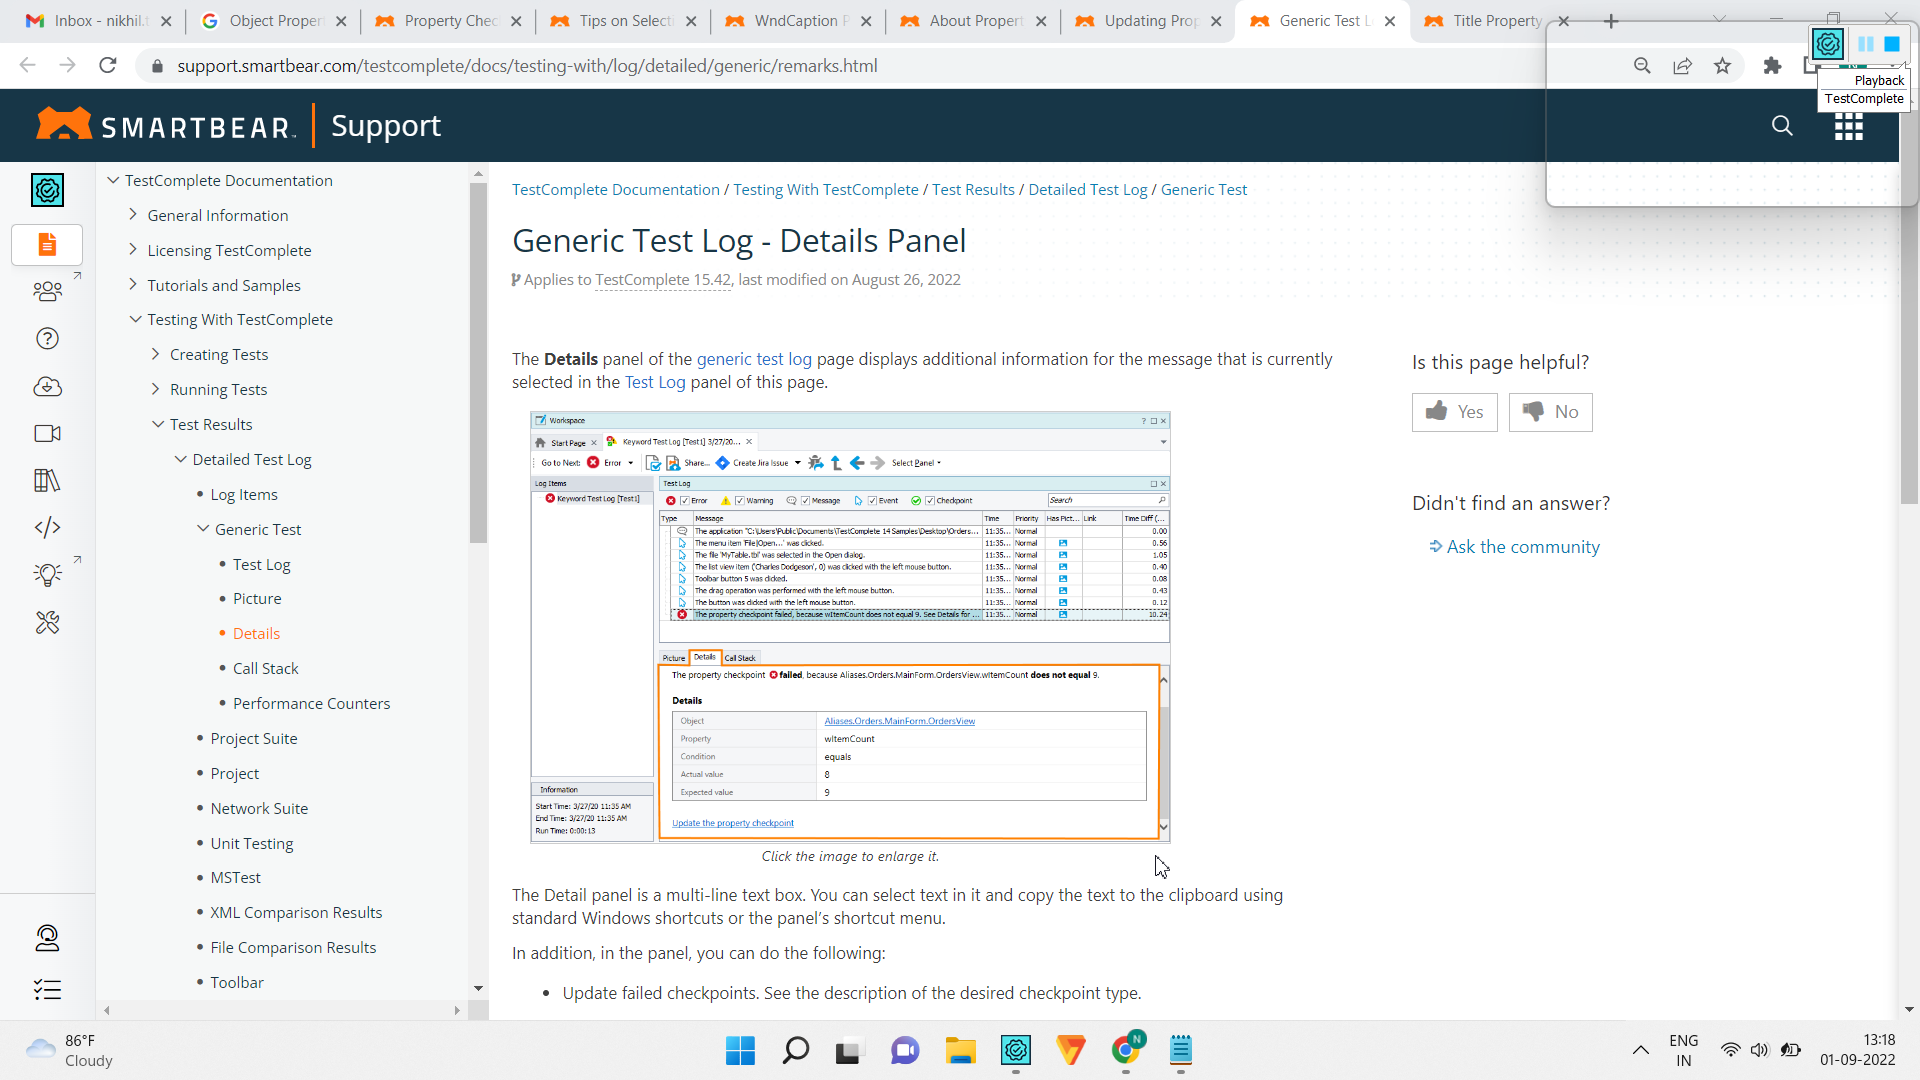 Inbox - nikhil.t
Object Proper
Property Chec
Tips on Selecti
WndCaption P
About Propert
Updating Prop
Generic Test L
Title Property
support.smartbear.com/testcomplete/docs/testing-with/log/detailed/generic/remarks.html
Playback
TestComplete
SMARTBEAR
Support
TestComplete Documentation
General Information
Licensing TestComplete
Tutorials and Samples
Testing With TestComplete
Creating Tests
Running Tests
Test Results
Detailed Test Log
Log Items
Generic Test
Test Log
Picture
Details
Call Stack
Performance Counters
Project Suite
Project
Network Suite
Unit Testing
MSTest
XML Comparison Results
File Comparison Results
Toolbar
TestComplete Documentation / Testing With TestComplete / Test Results / Detailed Test Log / Generic Test
Generic Test Log - Details Panel
Applies to TestComplete 15.42, last modified on August 26, 2022
The Details panel of the generic test log page displays additional information for the message that is currently
selected in the Test Log panel of this page.
Workspace
Start Page
Keyword Test Log [Test1] 3/27/20...
Go to Next: Error Share... Create Jira Issue Select Panel
Log Items
Keyword Test Log [Test1]
Test Log
Error Warning Message Event Checkpoint Search
Type Message Time Priority Has Pict... Link Time Diff (...
The application "C:\Users\Public\Documents\TestComplete 14 Samples\Desktop\Orders... 11:35... Normal 0.00
The menu item 'File|Open...' was clicked. 11:35... Normal 0.56
The file 'MyTable.tbl' was selected in the Open dialog. 11:35... Normal 1.05
The list view item ('Charles Dodgeson', 0) was clicked with the left mouse button. 11:35... Normal 0.40
Toolbar button 5 was clicked. 11:35... Normal 0.08
The drag operation was performed with the left mouse button. 11:35... Normal 0.43
The button was clicked with the left mouse button. 11:35... Normal 0.12
The property checkpoint failed, because wItemCount does not equal 9. See Details for ... 11:35... Normal 10.24
Picture Details Call Stack
The property checkpoint failed, because Aliases.Orders.MainForm.OrdersView.wItemCount does not equal 9.
Details
Object Aliases.Orders.MainForm.OrdersView
Property wItemCount
Condition equals
Actual value 8
Expected value 9
Update the property checkpoint
Information
Start Time: 3/27/20 11:35 AM
End Time: 3/27/20 11:35 AM
Run Time: 0:00:13
Click the image to enlarge it.
The Detail panel is a multi-line text box. You can select text in it and copy the text to the clipboard using
standard Windows shortcuts or the panel’s shortcut menu.
In addition, in the panel, you can do the following:
Update failed checkpoints. See the description of the desired checkpoint type.
Is this page helpful?
Yes
No
Didn't find an answer?
Ask the community
86°F
Cloudy
N
ENG
IN
13:18
01-09-2022